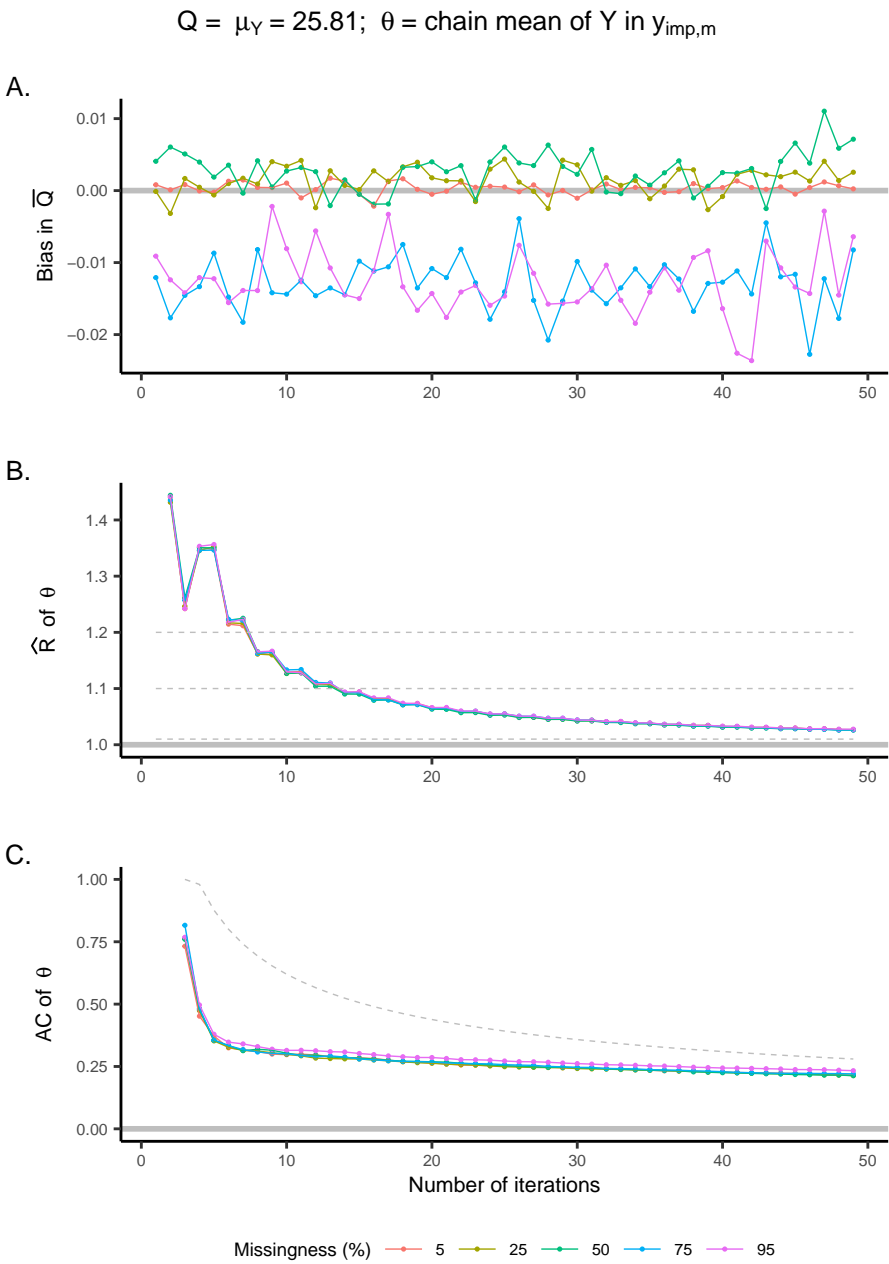 Q = μY = 25.81; θ = chain mean of Y in yimp,m
A.
Bias in Q̅
0.01
0.00
−0.01
−0.02
0 10 20 30 40 50
B.
R̂ of θ
1.4
1.3
1.2
1.1
1.0
0 10 20 30 40 50
C.
AC of θ
1.00
0.75
0.50
0.25
0.00
0 10 20 30 40 50
Number of iterations
Missingness (%) 5 25 50 75 95